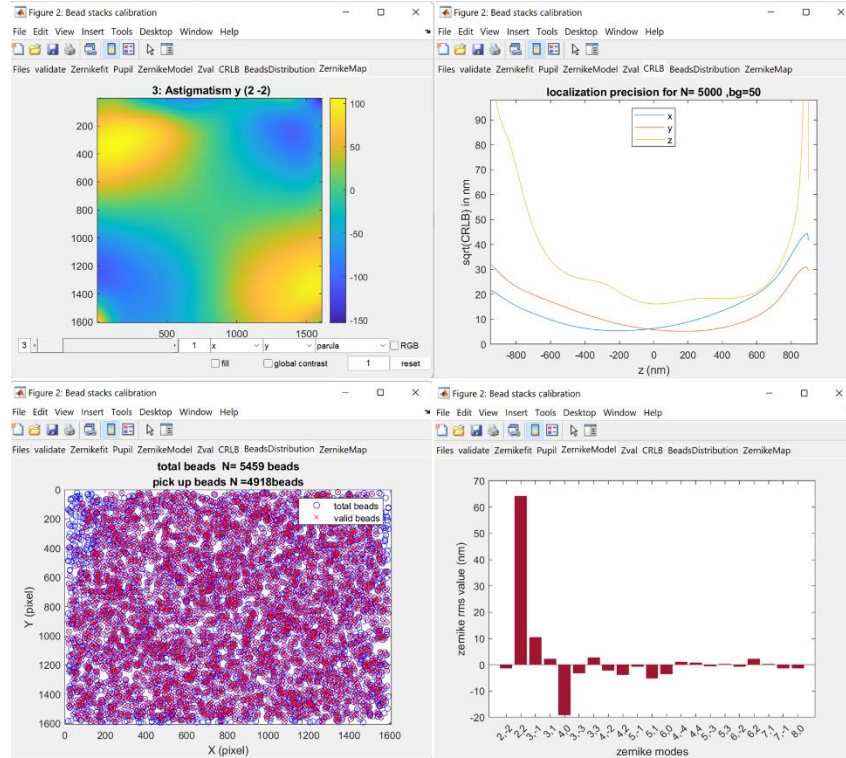 Figure 2: Bead stacks calibration
File Edit View Insert Tools Desktop Window Help
Files validate Zernikefit Pupil ZernikeModel Zval CRLB BeadsDistribution ZernikeMap
3: Astigmatism y (2 -2)
200
400
600
800
1000
1200
1400
1600
500 1000 1500
100
50
0
-50
-100
-150
3 1 x y parula RGB
fill global contrast 1 reset
Figure 2: Bead stacks calibration
File Edit View Insert Tools Desktop Window Help
Files validate Zernikefit Pupil ZernikeModel Zval CRLB BeadsDistribution ZernikeMap
localization precision for N= 5000 ,bg=50
x
y
z
sqrt(CRLB) in nm
90
80
70
60
50
40
30
20
10
0
-800 -600 -400 -200 0 200 400 600 800
z (nm)
Figure 2: Bead stacks calibration
File Edit View Insert Tools Desktop Window Help
Files validate Zernikefit Pupil ZernikeModel Zval CRLB BeadsDistribution ZernikeMap
total beads N= 5459 beads
pick up beads N =4918beads
total beads
valid beads
Y (pixel)
0
200
400
600
800
1000
1200
1400
1600
0 200 400 600 800 1000 1200 1400 1600
X (pixel)
Figure 2: Bead stacks calibration
File Edit View Insert Tools Desktop Window Help
Files validate Zernikefit Pupil ZernikeModel Zval CRLB BeadsDistribution ZernikeMap
zernike rms value (nm)
70
60
50
40
30
20
10
0
-10
-20
2,-2 2,2 3,-1 3,1 4,0 3,-3 3,3 4,-2 4,2 5,-1 5,1 6,0 4,-4 4,4 5,-3 5,3 6,-2 6,2 7,1 7,-1 8,0
zernike modes